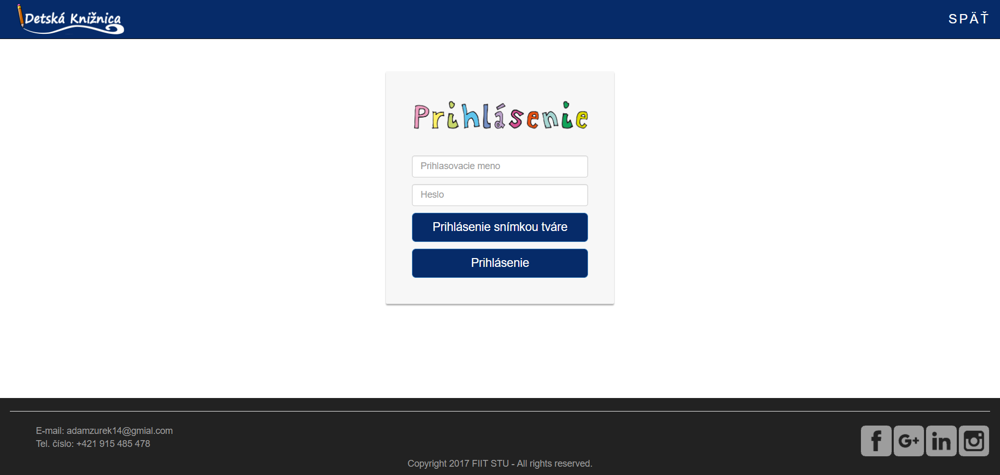 Detská Knižnica
SPÄŤ
Prihlásenie
Prihlasovacie meno
Heslo
Prihlásenie snímkou tváre
Prihlásenie
E-mail: adamzurek14@gmial.com
Tel. číslo: +421 915 485 478
f G+ in
Copyright 2017 FIIT STU - All rights reserved.